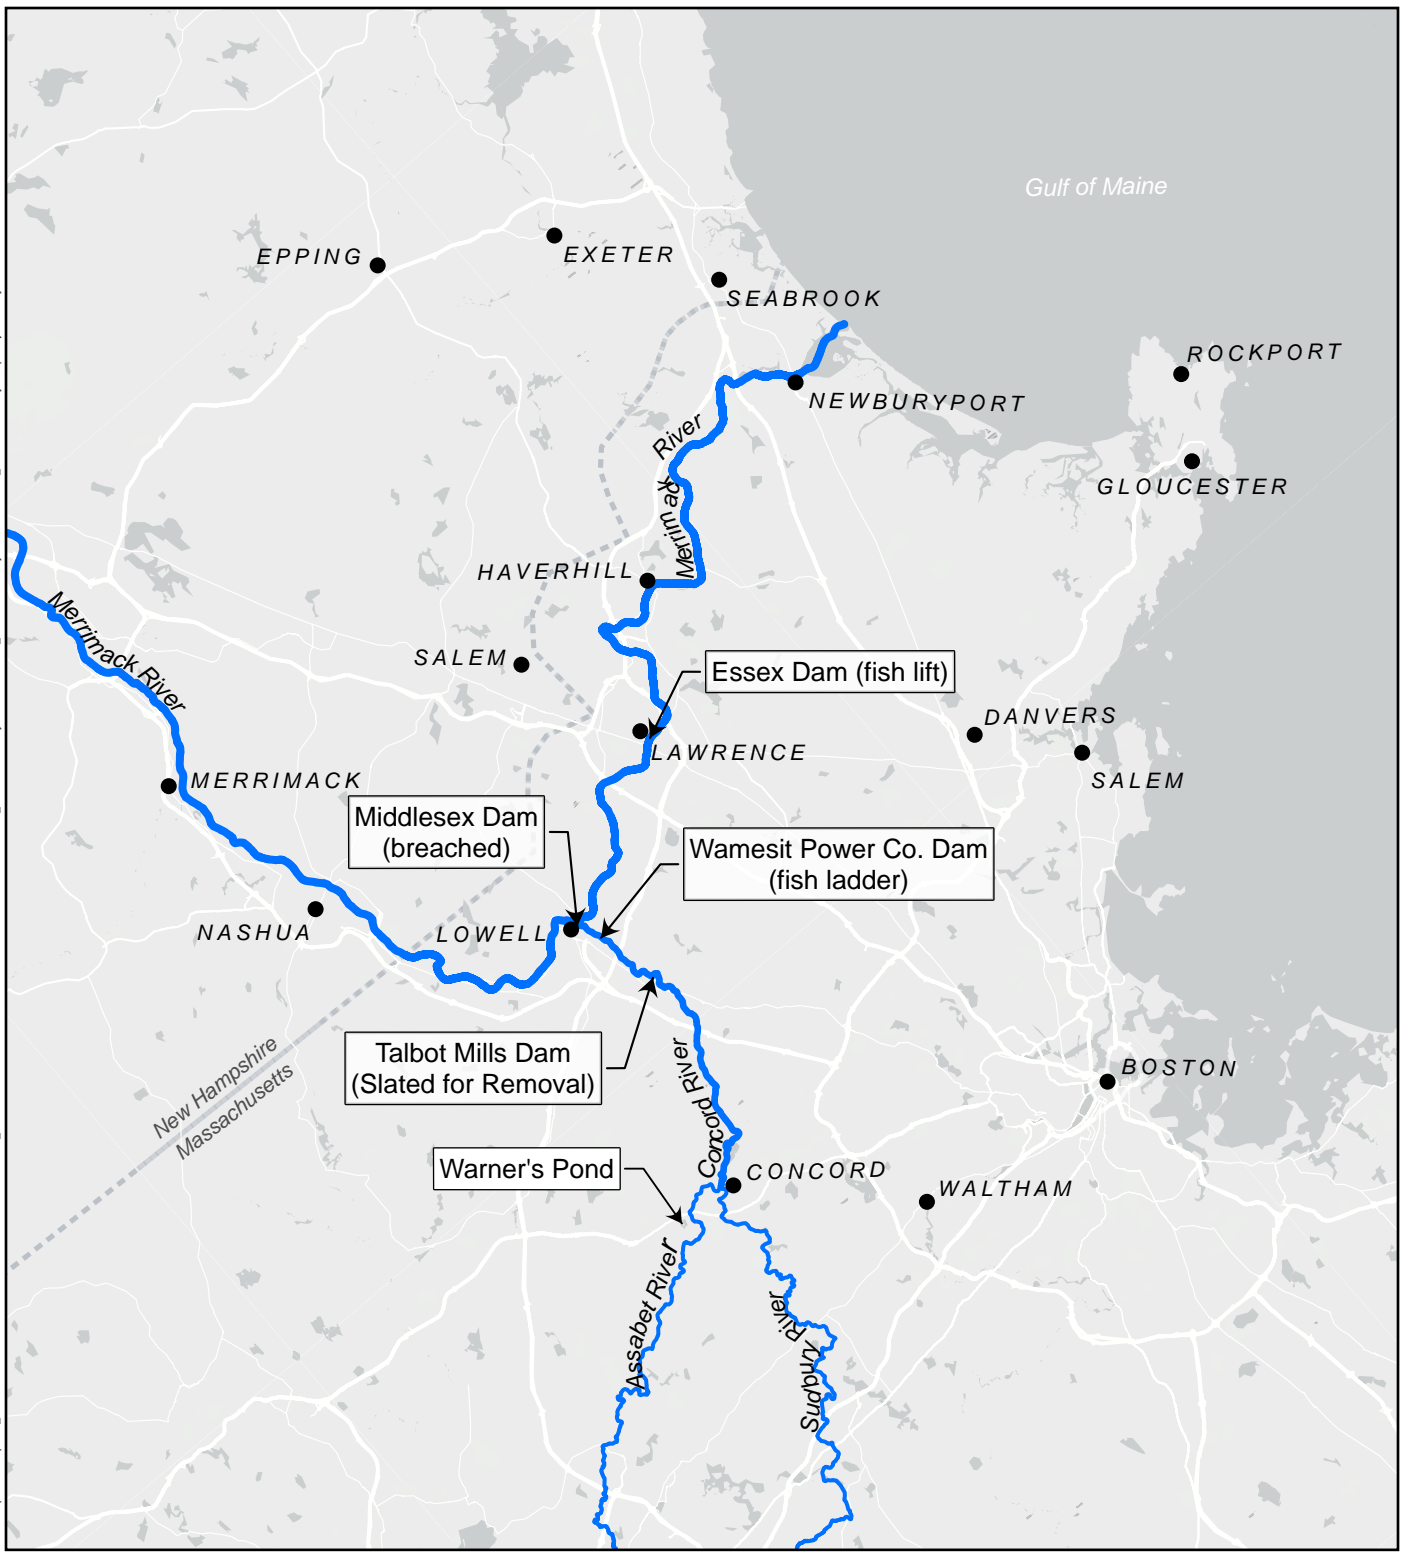 Gulf of Maine
EXETER
EPPING
SEABROOK
ROCKPORT
NEWBURYPORT
River
Merrimack
GLOUCESTER
HAVERHILL
Merrimack River
SALEM
Essex Dam (fish lift)
DANVERS
LAWRENCE
MERRIMACK
SALEM
Middlesex Dam
(breached)
Wamesit Power Co. Dam
(fish ladder)
NASHUA
LOWELL
Talbot Mills Dam
(Slated for Removal)
New Hampshire
Massachusetts
Concord River
BOSTON
Warner's Pond
CONCORD
WALTHAM
Assabet River
Sudbury River